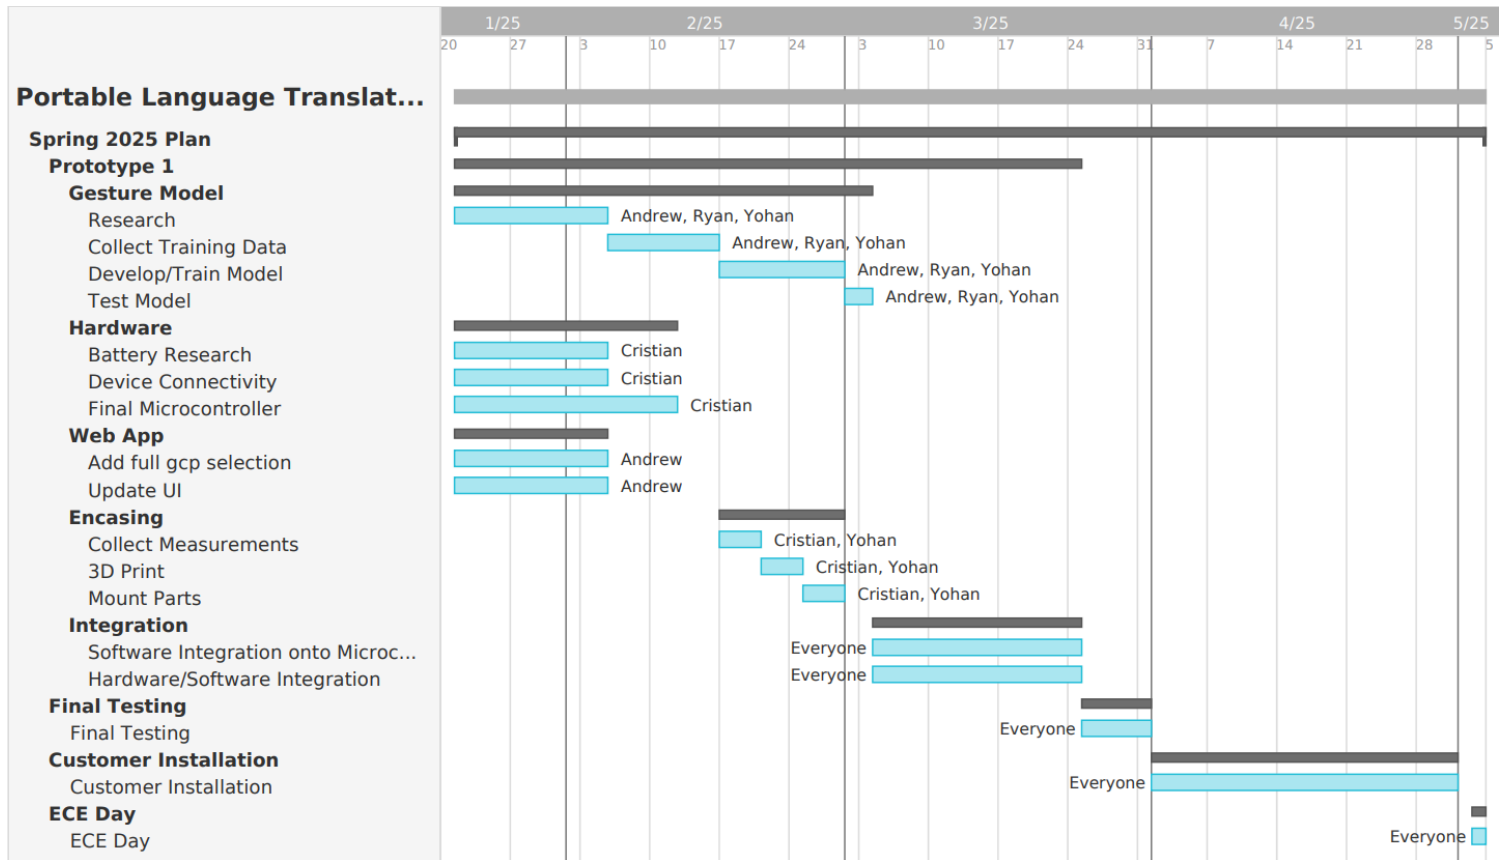 1/25 2/25 3/25 4/25 5/25
20 27 3 10 17 24 3 10 17 24 31 7 14 21 28 5
Portable Language Translat...
Spring 2025 Plan
Prototype 1
Gesture Model
Research Andrew, Ryan, Yohan
Collect Training Data Andrew, Ryan, Yohan
Develop/Train Model Andrew, Ryan, Yohan
Test Model Andrew, Ryan, Yohan
Hardware
Battery Research Cristian
Device Connectivity Cristian
Final Microcontroller Cristian
Web App
Add full gcp selection Andrew
Update UI Andrew
Encasing
Collect Measurements Cristian, Yohan
3D Print Cristian, Yohan
Mount Parts Cristian, Yohan
Integration
Software Integration onto Microc... Everyone
Hardware/Software Integration Everyone
Final Testing
Final Testing Everyone
Customer Installation
Customer Installation Everyone
ECE Day
ECE Day Everyone